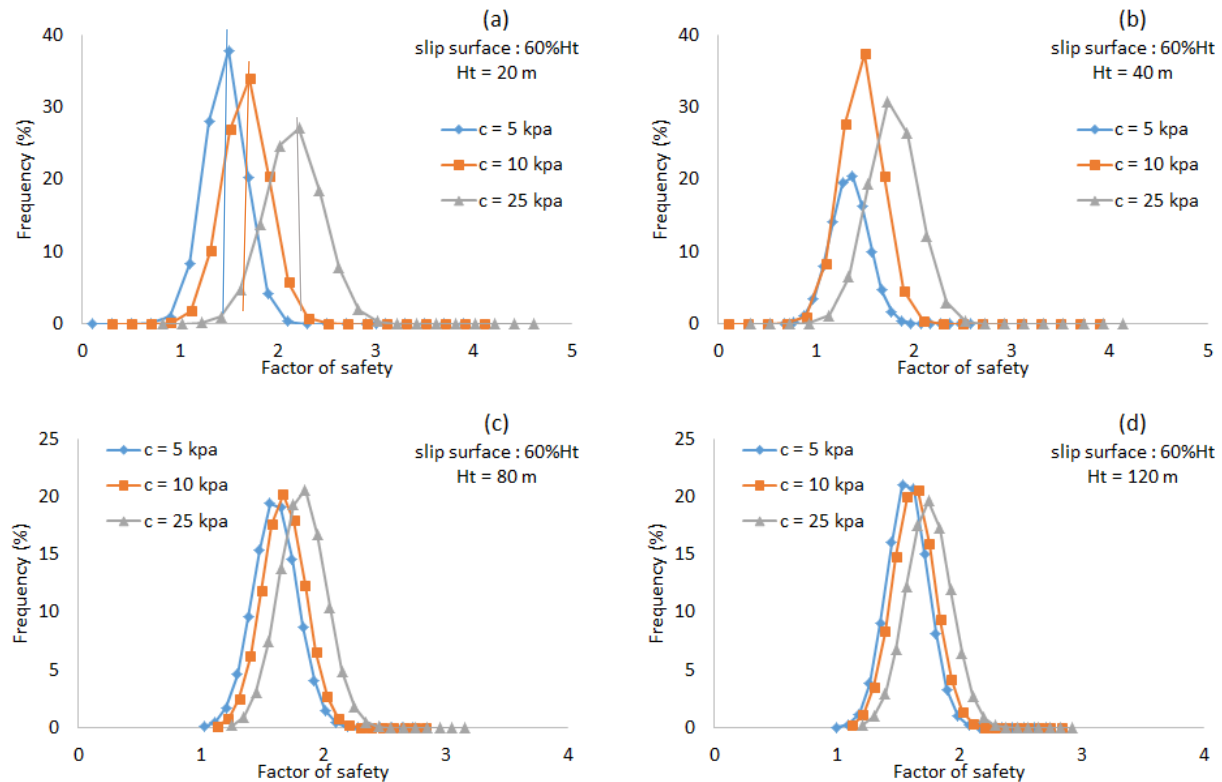 (a)
slip surface : 60%Ht
Ht = 20 m
c = 5 kpa
c = 10 kpa
c = 25 kpa
Frequency (%)
40
30
20
10
0
0 1 2 3 4 5
Factor of safety
(b)
slip surface : 60%Ht
Ht = 40 m
c = 5 kpa
c = 10 kpa
c = 25 kpa
Frequency (%)
40
30
20
10
0
0 1 2 3 4 5
Factor of safety
(c)
slip surface : 60%Ht
Ht = 80 m
c = 5 kpa
c = 10 kpa
c = 25 kpa
Frequency (%)
25
20
15
10
5
0
0 1 2 3 4
Factor of safety
(d)
slip surface : 60%Ht
Ht = 120 m
c = 5 kpa
c = 10 kpa
c = 25 kpa
Frequency (%)
25
20
15
10
5
0
0 1 2 3 4
Factor of safety